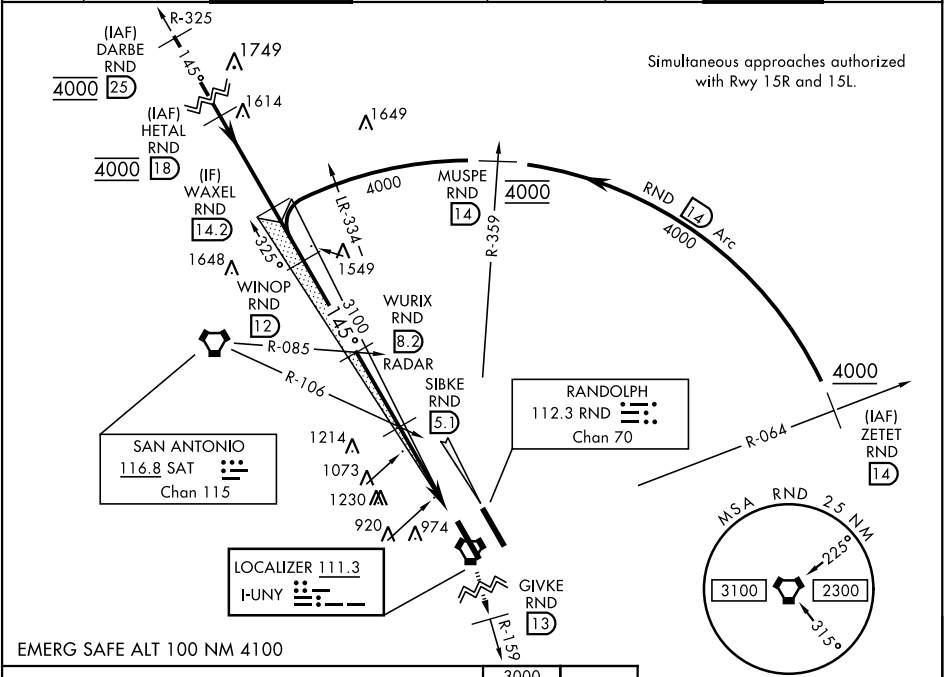 R-325
(IAF)
DARBE
RND
4000 25
145°
1749
Simultaneous approaches authorized
with Rwy 15R and 15L.
1614
(IAF)
HETAL
RND
4000 18
1649
(IF)
WAXEL
RND
14.2
4000
LR-334
MUSPE
RND
14
4000
RND 14 Arc
4000
R-359
325°
1549
1648
WINOP
RND
12
3100
145°
WURIX
RND
8.2
RADAR
R-085
R-106
SIBKE
RND
5.1
4000
RANDOLPH
112.3 RND
Chan 70
R-064
(IAF)
ZETET
RND
14
SAN ANTONIO
116.8 SAT
Chan 115
1214
1073
1230
920
974
MSA RND 25 NM
225°
3100
2300
315°
LOCALIZER 111.3
I-UNY
GIVKE
RND
13
R-159
EMERG SAFE ALT 100 NM 4100
3000